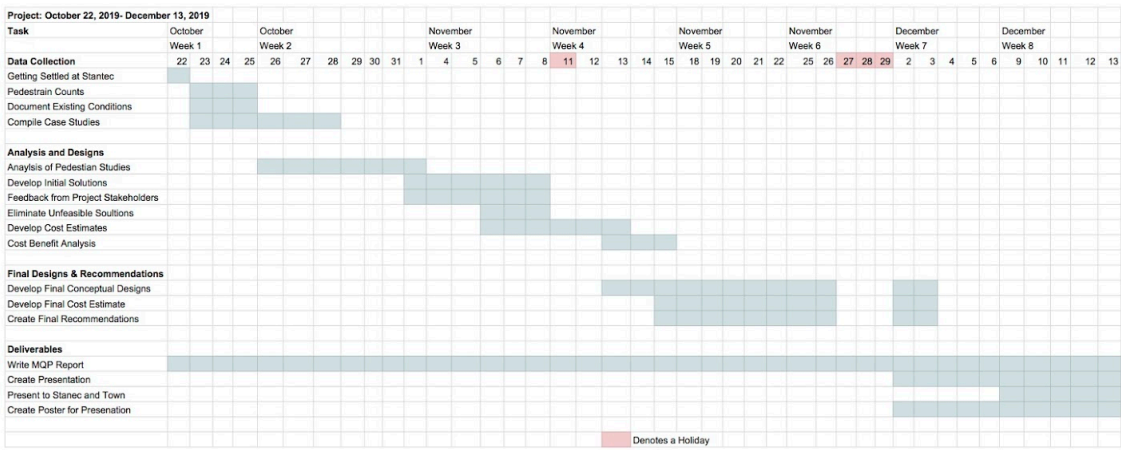 Project: October 22, 2019- December 13, 2019
Task October October November November November November December December
Week 1 Week 2 Week 3 Week 4 Week 5 Week 6 Week 7 Week 8
Data Collection 22 23 24 25 26 27 28 29 30 31 1 4 5 6 7 8 11 12 13 14 15 18 19 20 21 22 25 26 27 28 29 2 3 4 5 6 9 10 11 12 13
Getting Settled at Stantec
Pedestrain Counts
Document Existing Conditions
Compile Case Studies
Analysis and Designs
Anaylsis of Pedestian Studies
Develop Initial Solutions
Feedback from Project Stakeholders
Eliminate Unfeasible Soultions
Develop Cost Estimates
Cost Benefit Analysis
Final Designs & Recommendations
Develop Final Conceptual Designs
Develop Final Cost Estimate
Create Final Recommendations
Deliverables
Write MQP Report
Create Presentation
Present to Stanec and Town
Create Poster for Presenation
Denotes a Holiday